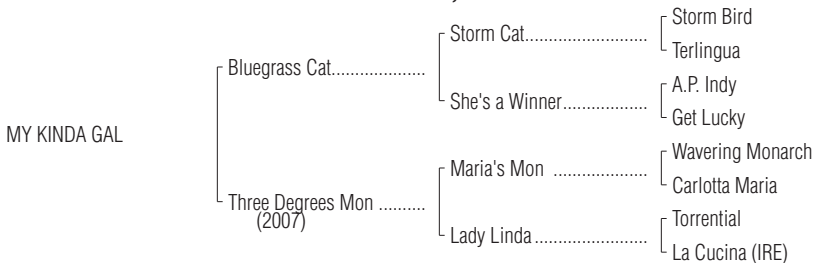 Storm Bird
Storm Cat........................
Terlingua
Bluegrass Cat....................
A.P. Indy
She's a Winner..................
Get Lucky
MY KINDA GAL
Wavering Monarch
Maria's Mon ....................
Carlotta Maria
Three Degrees Mon ..........
(2007)
Torrential
Lady Linda........................
La Cucina (IRE)